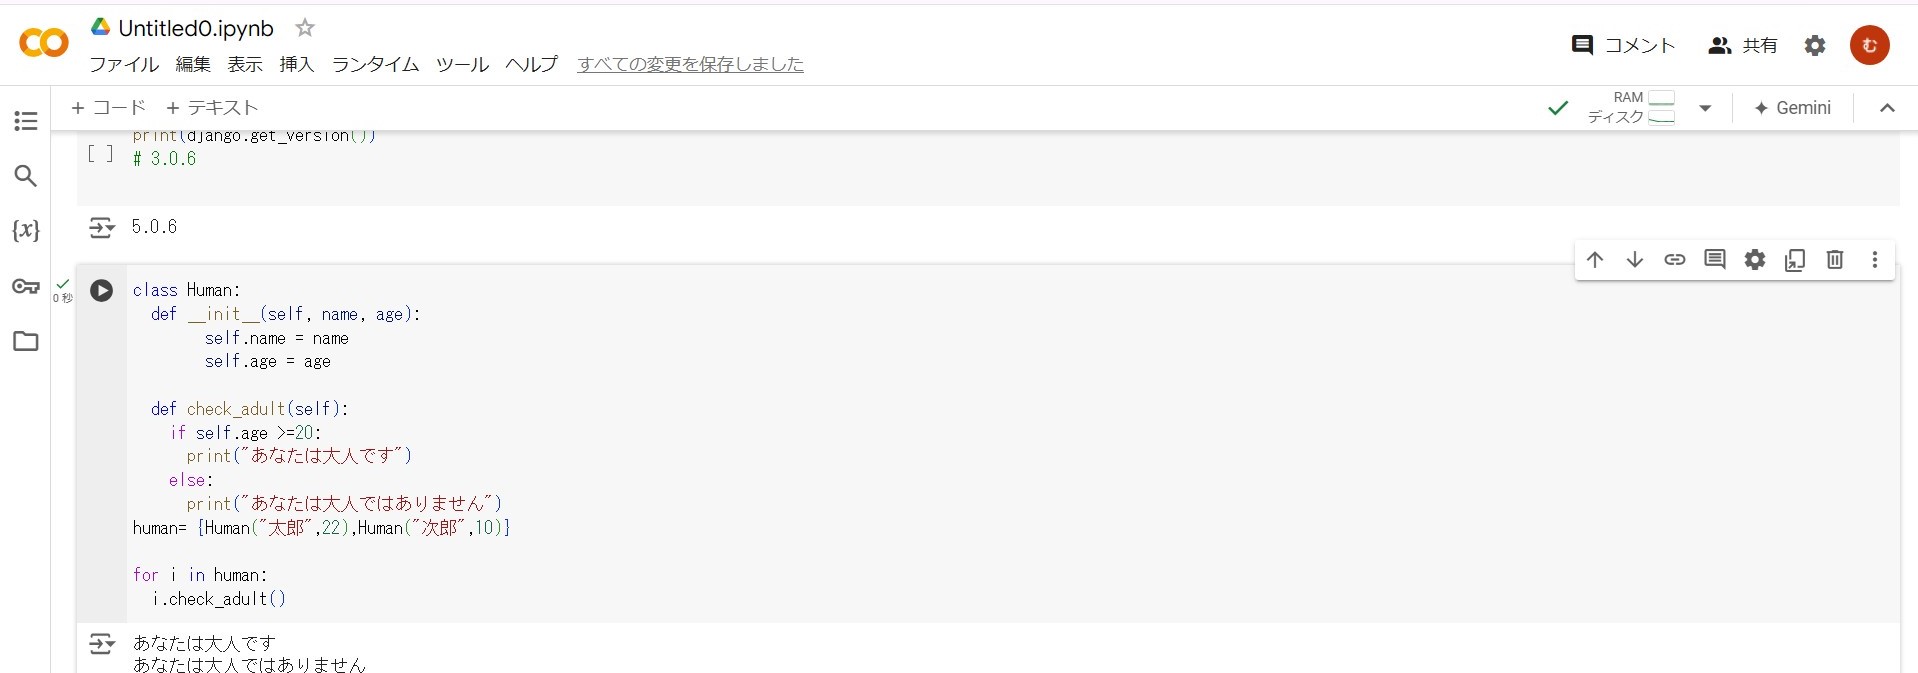 Untitled0.ipynb
ファイル 編集 表示 挿入 ランタイム ツール ヘルプ すべての変更を保存しました
コメント 共有 む
+ コード + テキスト
RAM
ディスク
Gemini
print(django.get_version())
[ ] # 3.0.6
5.0.6
{x}
0 秒
class Human:
  def __init__(self, name, age):
        self.name = name
        self.age = age
  def check_adult(self):
    if self.age >=20:
      print("あなたは大人です")
    else:
      print("あなたは大人ではありません")
human= [Human("太郎",22),Human("次郎",10)]
for i in human:
  i.check_adult()
あなたは大人です
あなたは大人ではありません